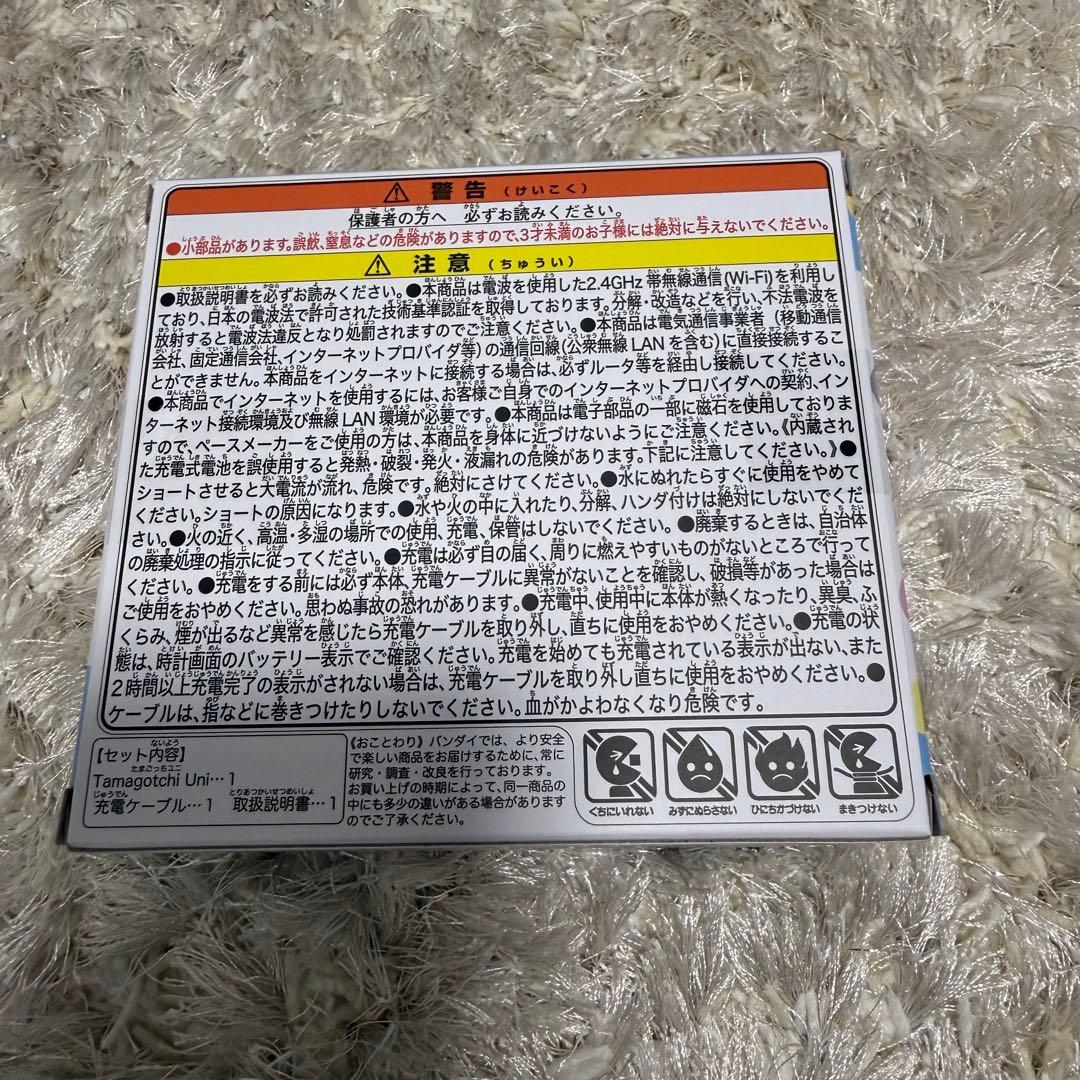 ⚠ 警告 (けいこく)
保護者の方へ 必ずお読みください。
●小部品があります。誤飲、窒息などの危険がありますので、3才未満のお子様には絶対に与えないでください。
⚠ 注意 (ちゅうい)
●取扱説明書を必ずお読みください。●本商品は電波を使用した2.4GHz 帯無線通信(Wi-Fi)を利用し
ており、日本の電波法で許可された技術基準認証を取得しております。分解・改造などを行い、不法電波を
放射すると電波法違反となり処罰されますのでご注意ください。●本商品は電気通信事業者(移動通信
会社、固定通信会社、インターネットプロバイダ等)の通信回線(公衆無線LANを含む)に直接接続するこ
とができません。本商品をインターネットに接続する場合は、必ずルータ等を経由し接続してください。
●本商品でインターネットを使用するには、お客様ご自身でのインターネットプロバイダへの契約、イン
ターネット接続環境及び無線LAN環境が必要です。●本商品は電子部品の一部に磁石を使用しておりま
すので、ペースメーカーをご使用の方は、本商品を身体に近づけないようにご注意ください。《内蔵され
た充電式電池を誤使用すると発熱・破裂・発火・液漏れの危険があります。下記に注意してください。》●
ショートさせると大電流が流れ、危険です。絶対にさけてください。●水にぬれたらすぐに使用をやめて
ください。ショートの原因になります。●水や火の中に入れたり、分解、ハンダ付けは絶対にしないでくだ
さい。●火の近く、高温・多湿の場所での使用、充電、保管はしないでください。●廃棄するときは、自治体
の廃棄処理の指示に従ってください。●充電は必ず目の届く、周りに燃えやすいものがないところで行って
ください。●充電をする前には必ず本体、充電ケーブルに異常がないことを確認し、破損等があった場合は
ご使用をおやめください。思わぬ事故の恐れがあります。●充電中、使用中に本体が熱くなったり、異臭、ふ
くらみ、煙が出るなど異常を感じたら充電ケーブルを取り外し、直ちに使用をおやめください。●充電の状
態は、時計画面のバッテリー表示でご確認ください。充電を始めても充電されている表示が出ない、また
2時間以上充電完了の表示がされない場合は、充電ケーブルを取り外し直ちに使用をおやめください。●
ケーブルは、指などに巻きつけたりしないでください。血がかよわなくなり危険です。
【セット内容】
たまごっちユニ
Tamagotchi Uni…1
充電ケーブル…1 取扱説明書…1
《おことわり》バンダイでは、より安全
で楽しい商品をお届けするために、常に
研究・調査・改良を行っております。
お買い上げの時期によって、同一商品の
中にも多少の違いがある場合があります
のでご了承ください。
くちにいれない みずにぬらさない ひにちかづけない まきつけない